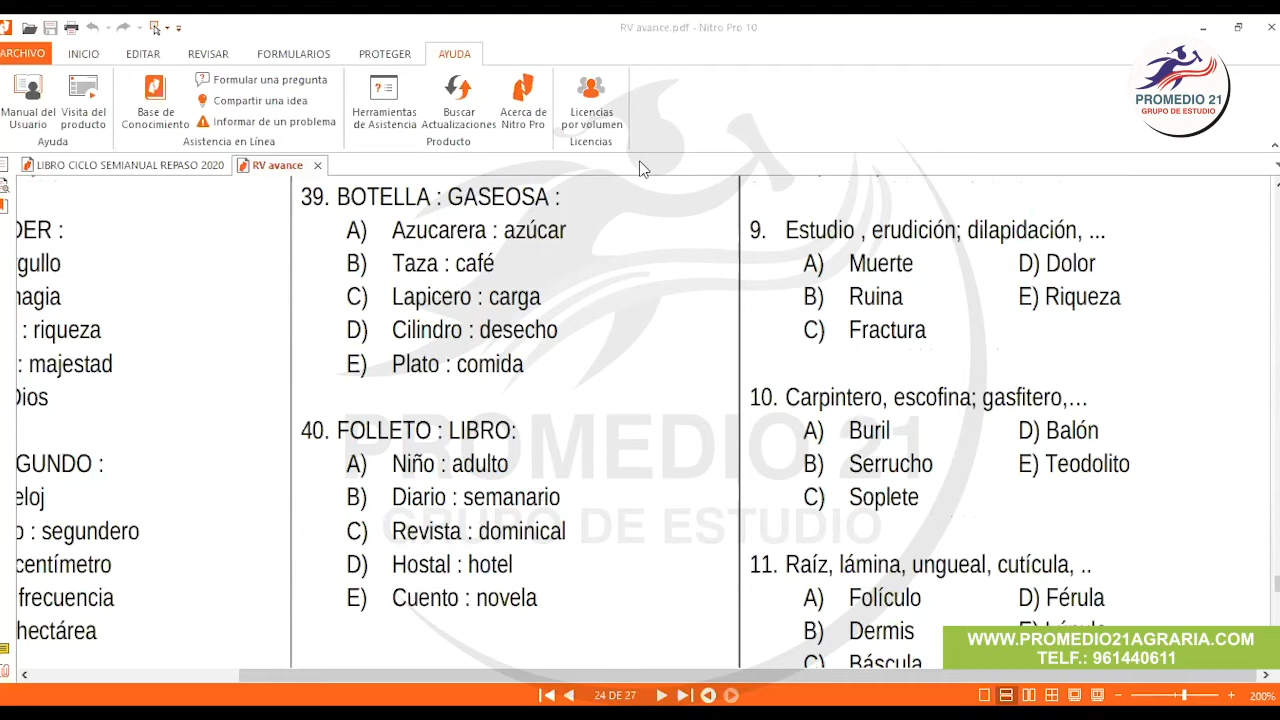 RV avance.pdf - Nitro Pro 10
ARCHIVO
INICIO
EDITAR
REVISAR
FORMULARIOS
PROTEGER
AYUDA
Manual del Usuario
Visita del producto
Ayuda
Base de Conocimiento
Formular una pregunta
Compartir una idea
Informar de un problema
Asistencia en Línea
Herramientas de Asistencia
Buscar Actualizaciones
Acerca de Nitro Pro
Producto
Licencias por volumen
Licencias
PROMEDIO 21
GRUPO DE ESTUDIO
LIBRO CICLO SEMIANUAL REPASO 2020
RV avance
DER :
gullo
: riqueza
: majestad
GUNDO :
: segundero
centímetro
frecuencia
hectárea
39. BOTELLA : GASEOSA :
A) Azucarera : azúcar
B) Taza : café
C) Lapicero : carga
D) Cilindro : desecho
E) Plato : comida
40. FOLLETO : LIBRO:
A) Niño : adulto
B) Diario : semanario
C) Revista : dominical
D) Hostal : hotel
E) Cuento : novela
9. Estudio , erudición; dilapidación, ...
A) Muerte
B) Ruina
C) Fractura
D) Dolor
E) Riqueza
10. Carpintero, escofina; gasfitero,...
A) Buril
B) Serrucho
C) Soplete
D) Balón
E) Teodolito
11. Raíz, lámina, ungueal, cutícula, ..
A) Folículo
B) Dermis
C) Báscula
D) Férula
PROMEDIO 21
GRUPO DE ESTUDIO
WWW.PROMEDIO21AGRARIA.COM
TELF.: 961440611
24 DE 27
200%